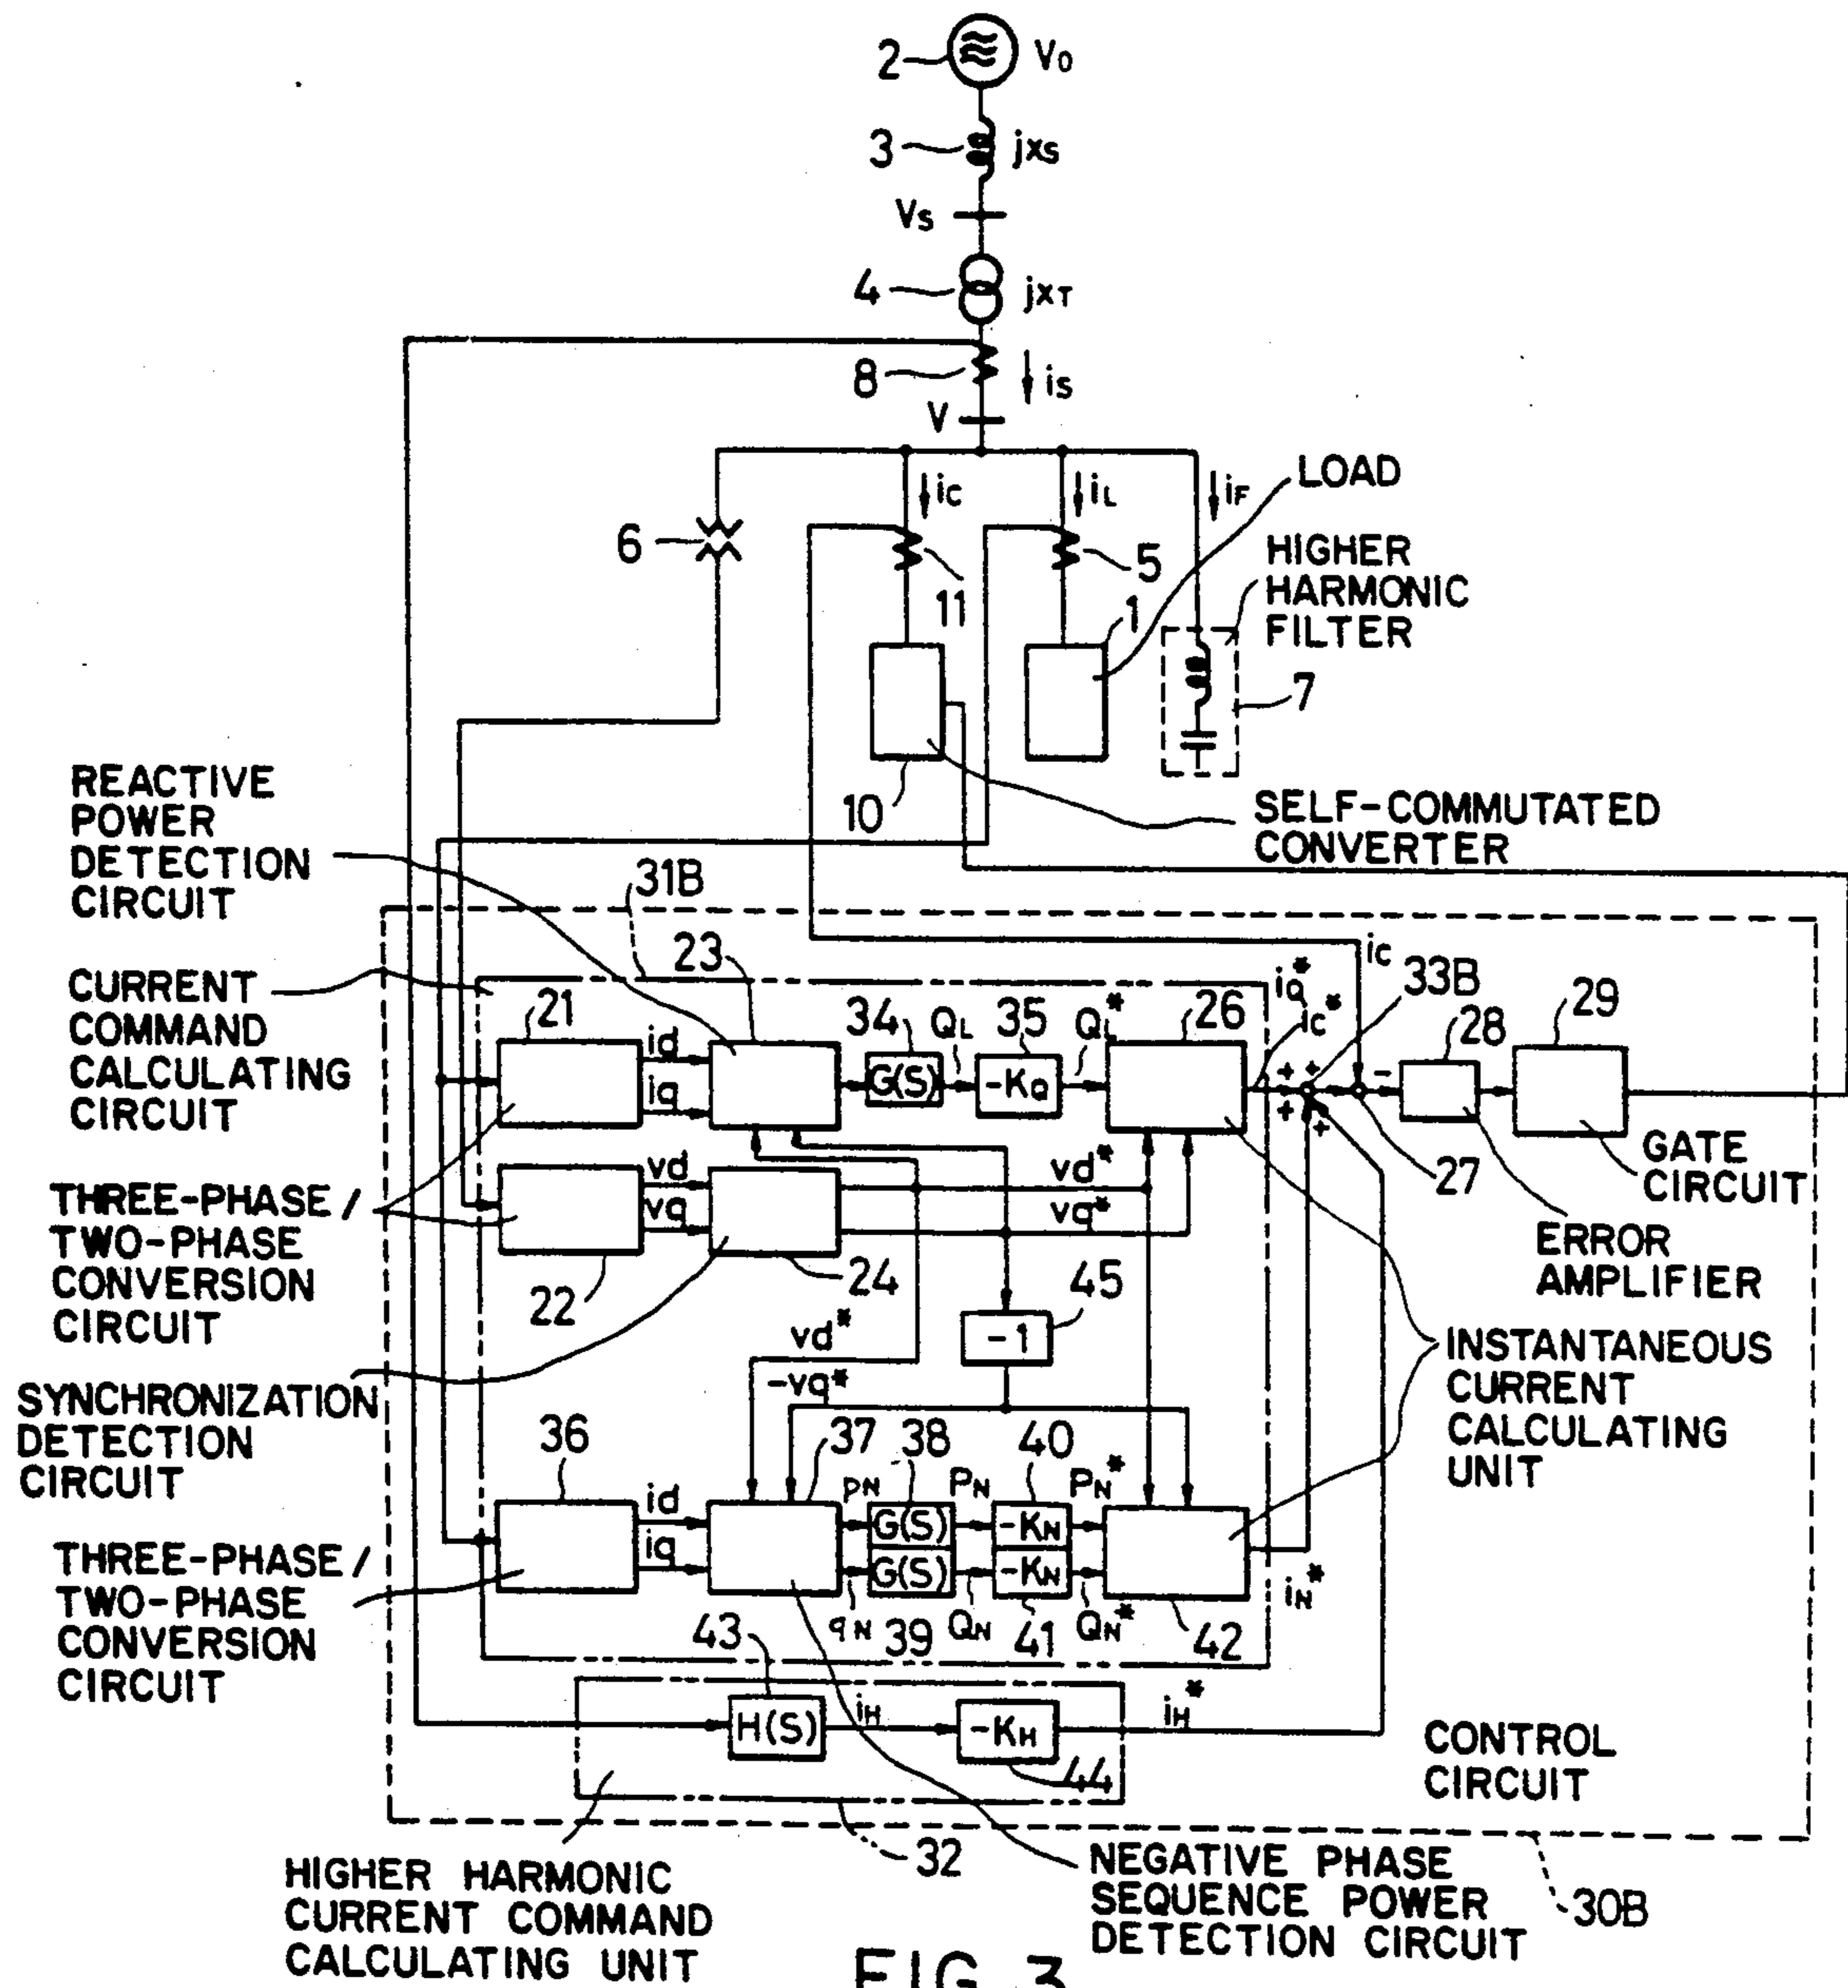 2
V0
3
jxS
VS
4
jxT
8
iS
V
LOAD
iC
iL
iF
6
11
5
HIGHER
HARMONIC
FILTER
1
7
10
SELF-COMMUTATED
CONVERTER
REACTIVE
POWER
DETECTION
CIRCUIT
31B
CURRENT
COMMAND
CALCULATING
CIRCUIT
23
iC
iQ*
iC*
33B
29
21
34
QL
35
QL*
26
28
id
iq
G(S)
-KQ
+
+
+
+
-
27
GATE
CIRCUIT
THREE-PHASE/
TWO-PHASE
CONVERSION
CIRCUIT
vd
vq
vd*
vq*
22
24
45
ERROR
AMPLIFIER
-1
vd*
-vq*
INSTANTANEOUS
CURRENT
CALCULATING
UNIT
SYNCHRONIZATION
DETECTION
CIRCUIT
36
37
38
40
id
iq
pN
PN
PN*
G(S)
-KN
G(S)
-KN
iN*
THREE-PHASE/
TWO-PHASE
CONVERSION
CIRCUIT
43
qN
39
QN
41
QN*
42
H(S)
iH
-KH
iH*
44
CONTROL
CIRCUIT
32
HIGHER HARMONIC
CURRENT COMMAND
CALCULATING UNIT
NEGATIVE PHASE
SEQUENCE POWER
DETECTION CIRCUIT
30B
FIG. 3